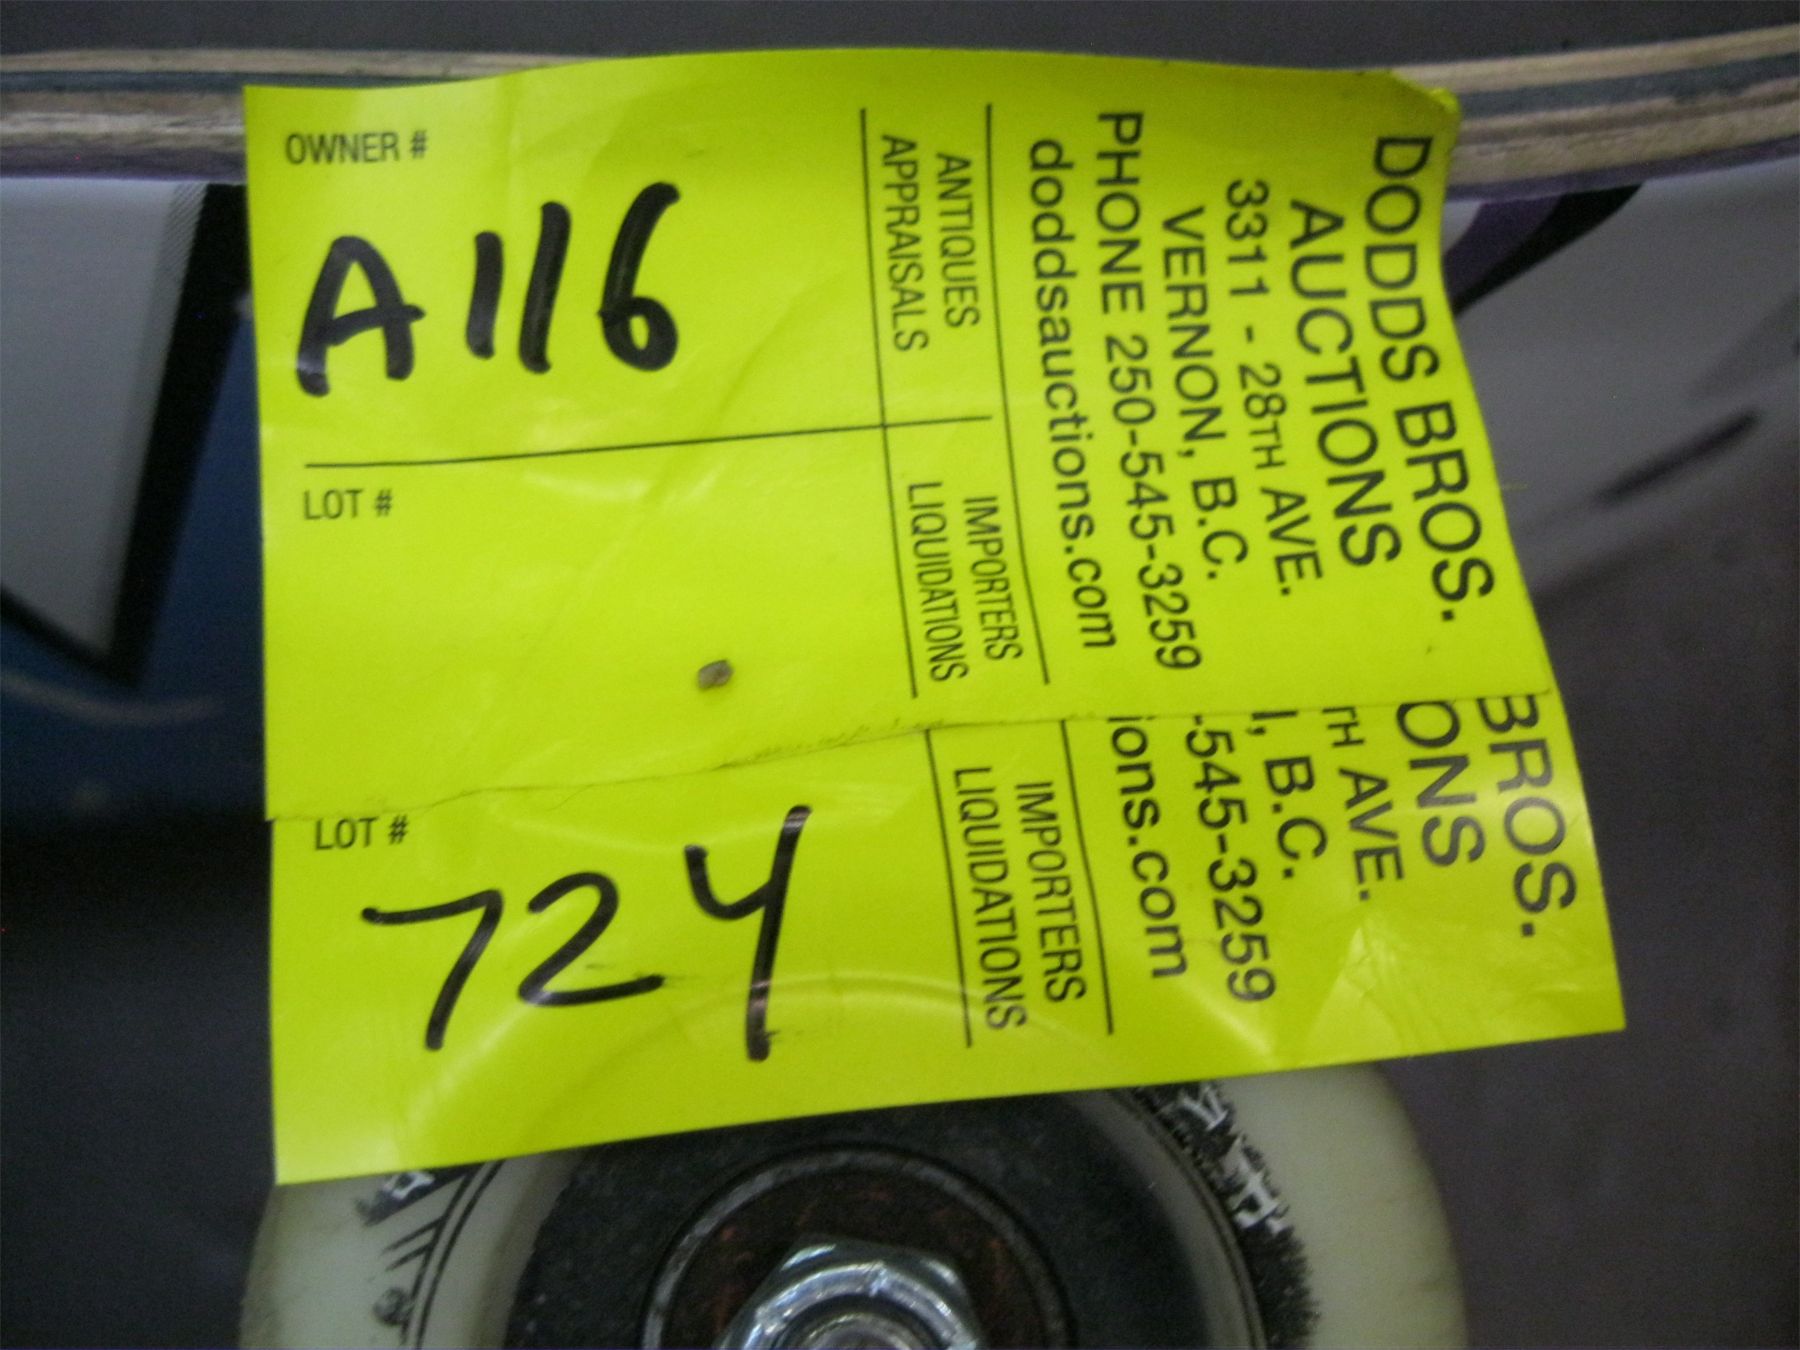 OWNER #
A116
LOT #
ANTIQUES
APPRAISALS
IMPORTERS
LIQUIDATIONS
DODDS BROS.
AUCTIONS
3311 - 28TH AVE.
VERNON, B.C.
PHONE 250-545-3259
doddsauctions.com
LOT #
724
IMPORTERS
LIQUIDATIONS
BROS.
ONS
TH AVE.
, B.C.
-545-3259
ions.com